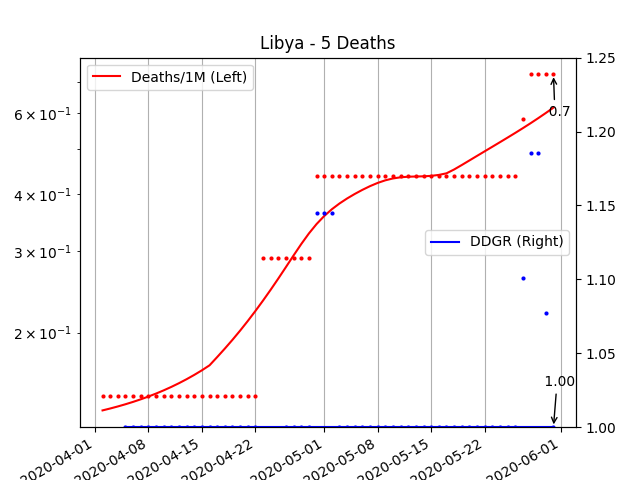 Libya - 5 Deaths
Deaths/1M (Left)
DDGR (Right)
0.7
1.00
6 × 10⁻¹
4 × 10⁻¹
3 × 10⁻¹
2 × 10⁻¹
1.25
1.20
1.15
1.10
1.05
1.00
2020-04-01
2020-04-08
2020-04-15
2020-04-22
2020-05-01
2020-05-08
2020-05-15
2020-05-22
2020-06-01